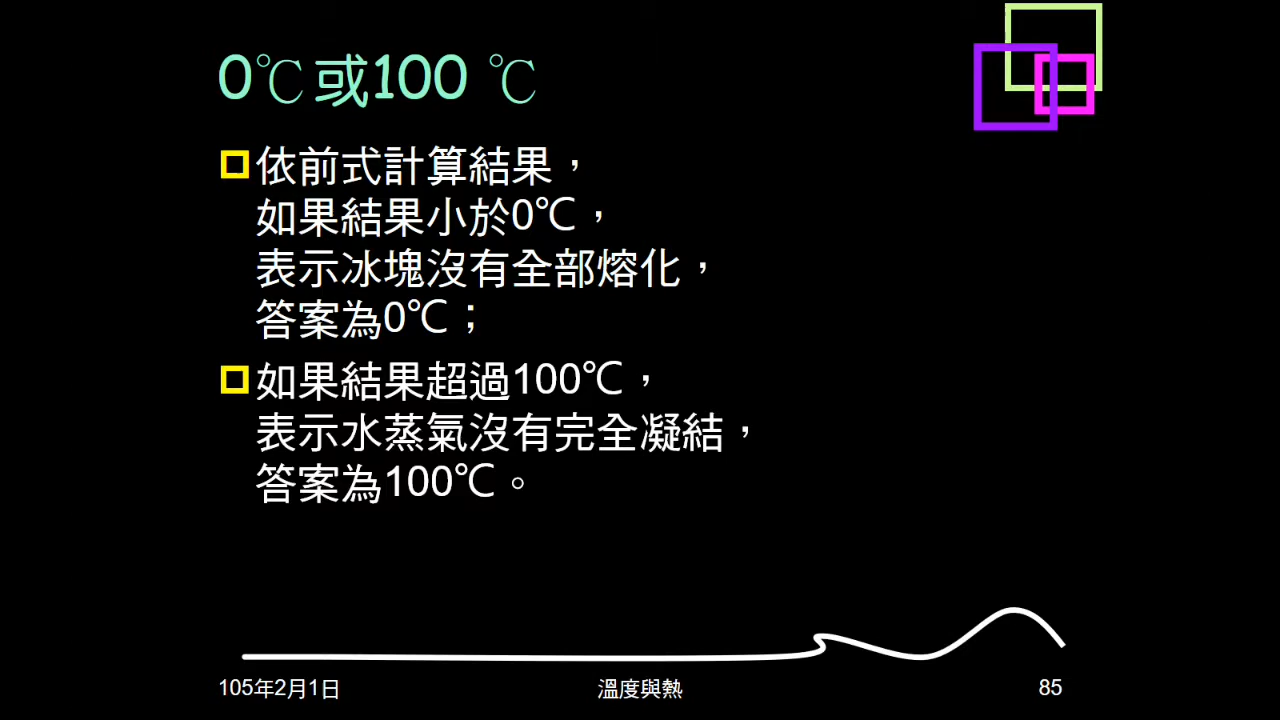 0℃或100 ℃
依前式計算結果，
如果結果小於0℃，
表示冰塊沒有全部熔化，
答案為0℃；
如果結果超過100℃，
表示水蒸氣沒有完全凝結，
答案為100℃。
105年2月1日
溫度與熱
85